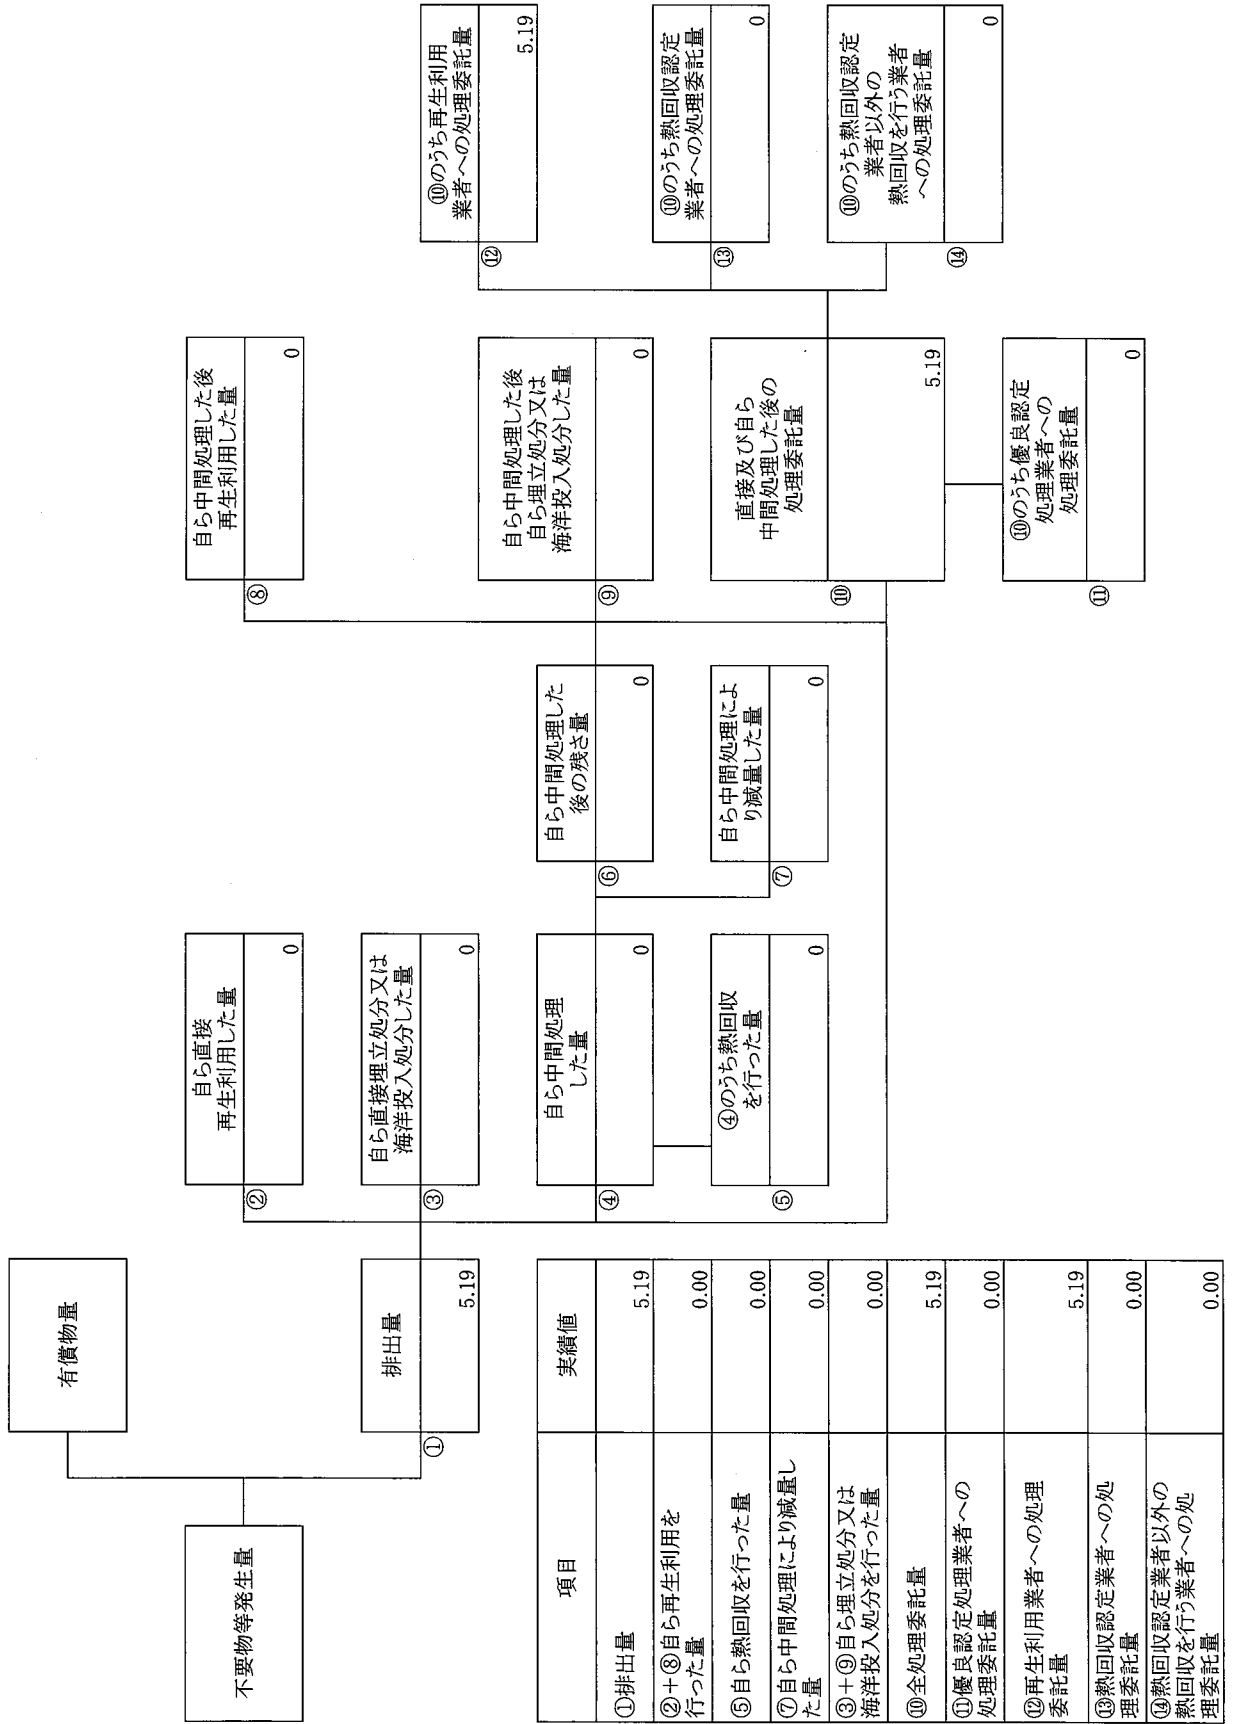 不要物等発生量
有償物量
①
排出量
5.19
②
自ら直接
再生利用した量
0
③
自ら直接埋立処分又は
海洋投入処分した量
0
④
自ら中間処理
した量
0
⑤
④のうち熱回収
を行った量
0
⑥
自ら中間処理した
後の残さ量
0
⑦
自ら中間処理によ
り減量した量
0
⑧
自ら中間処理した後
再生利用した量
0
⑨
自ら中間処理した後
自ら埋立処分又は
海洋投入処分した量
0
⑩
直接及び自ら
中間処理した後の
処理委託量
5.19
⑪
⑩のうち優良認定
処理業者への
処理委託量
0
⑫
⑩のうち再生利用
業者への処理委託量
5.19
⑬
⑩のうち熱回収認定
業者への処理委託量
0
⑭
⑩のうち熱回収認定
業者以外の
熱回収を行う業者
への処理委託量
0
項目 実績値
①排出量 5.19
②+⑧自ら再生利用を
行った量 0.00
⑤自ら熱回収を行った量 0.00
⑦自ら中間処理により減量し
た量 0.00
③+⑨自ら埋立処分又は
海洋投入処分を行った量 0.00
⑩全処理委託量 5.19
⑪優良認定処理業者への
処理委託量 0.00
⑫再生利用業者への処理
委託量 5.19
⑬熱回収認定業者への処
理委託量 0.00
⑭熱回収認定業者以外の
熱回収を行う業者への処
理委託量 0.00